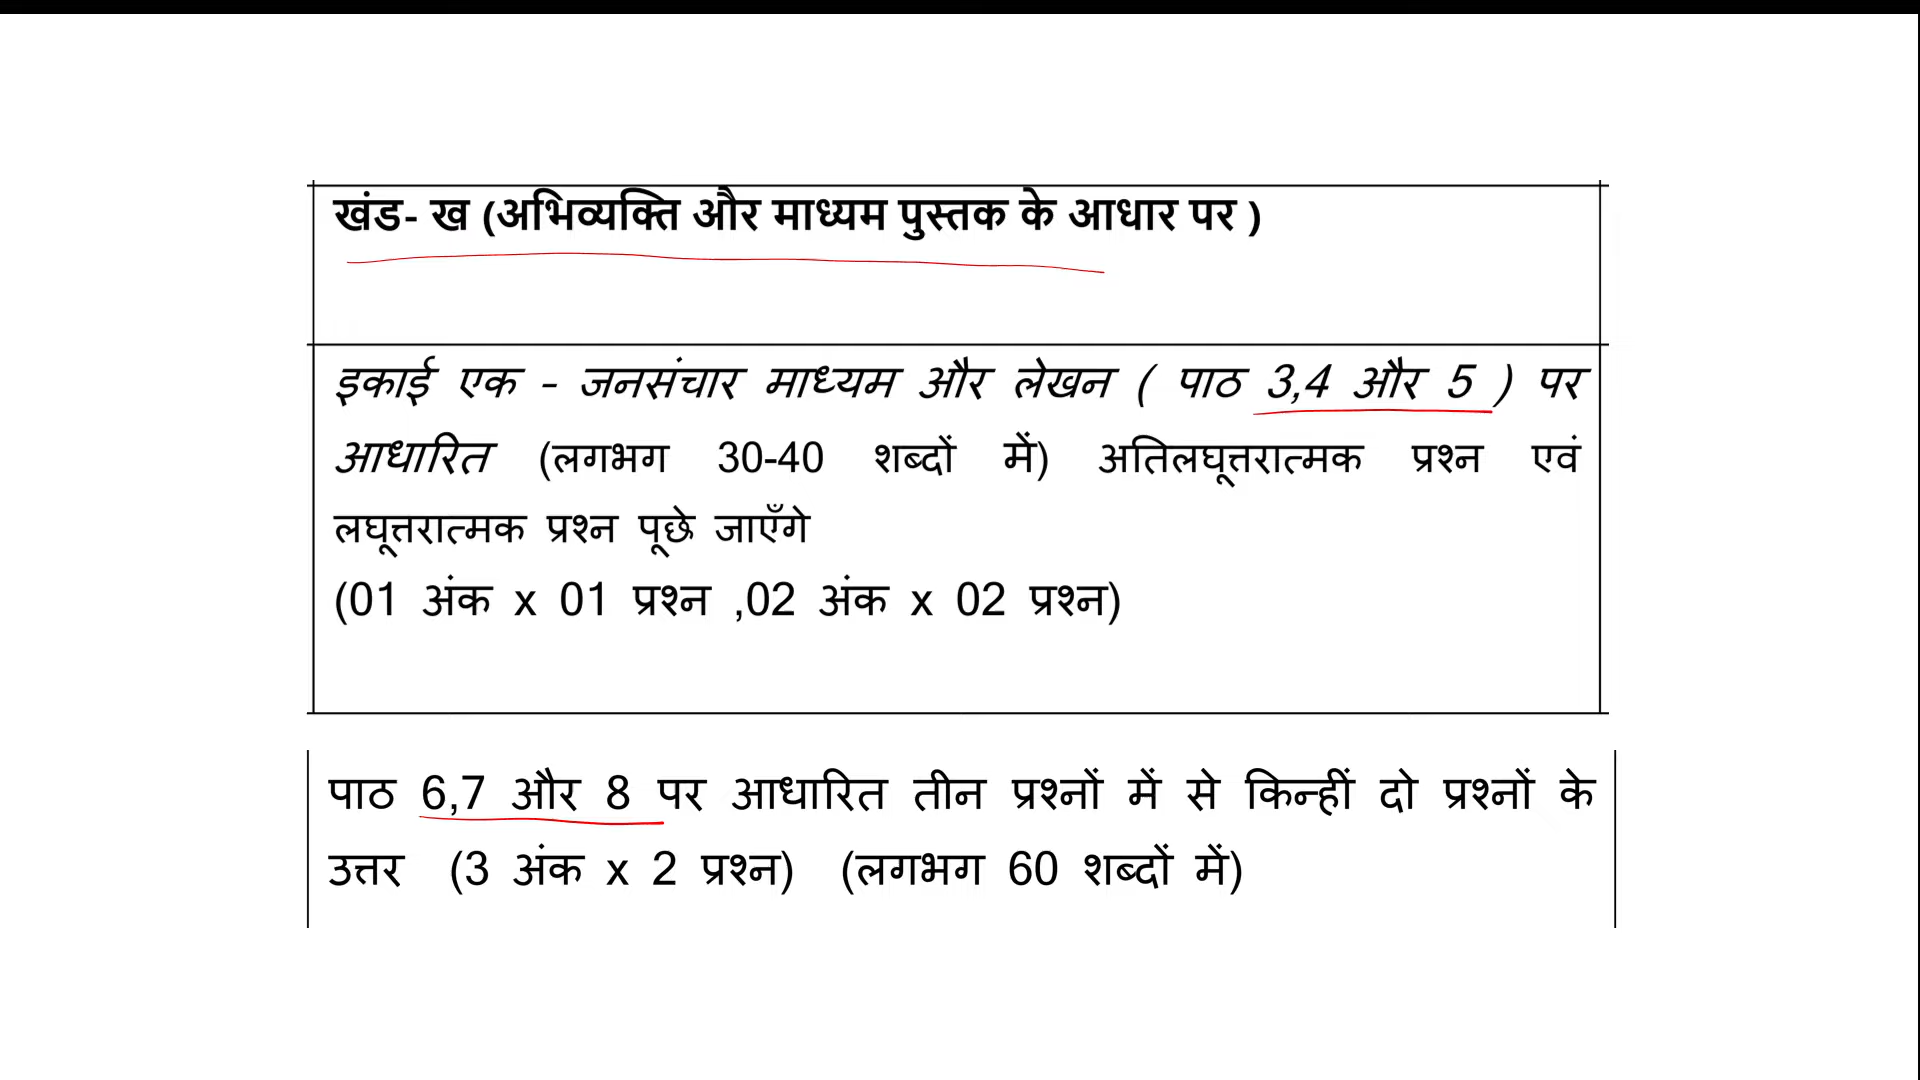 खंड- ख (अभिव्यक्ति और माध्यम पुस्तक के आधार पर )
इकाई एक - जनसंचार माध्यम और लेखन ( पाठ 3,4 और 5 ) पर
आधारित (लगभग 30-40 शब्दों में) अतिलघूत्तरात्मक प्रश्न एवं
लघूत्तरात्मक प्रश्न पूछे जाएँगे
(01 अंक x 01 प्रश्न ,02 अंक x 02 प्रश्न)
पाठ 6,7 और 8 पर आधारित तीन प्रश्नों में से किन्हीं दो प्रश्नों के
उत्तर (3 अंक x 2 प्रश्न) (लगभग 60 शब्दों में)